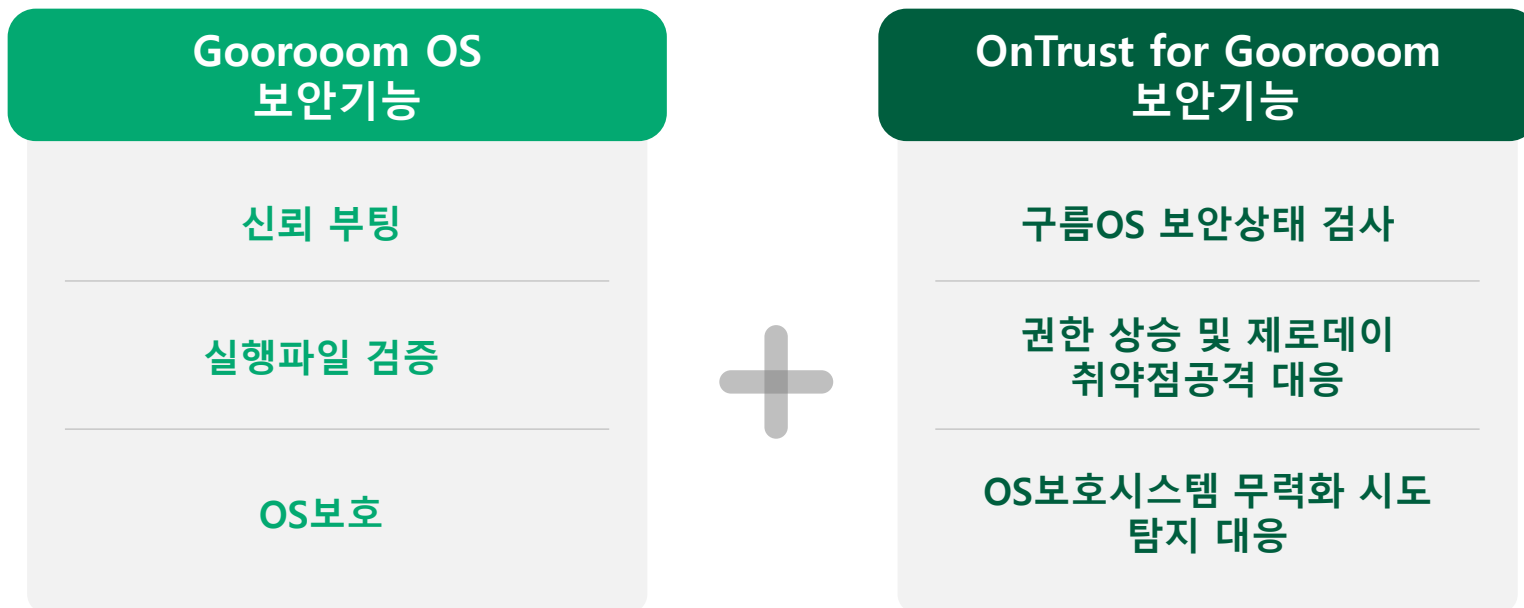 Goorooom OS
보안기능
신뢰 부팅
실행파일 검증
OS보호
OnTrust for Goorooom
보안기능
구름OS 보안상태 검사
권한 상승 및 제로데이
취약점공격 대응
OS보호시스템 무력화 시도
탐지 대응